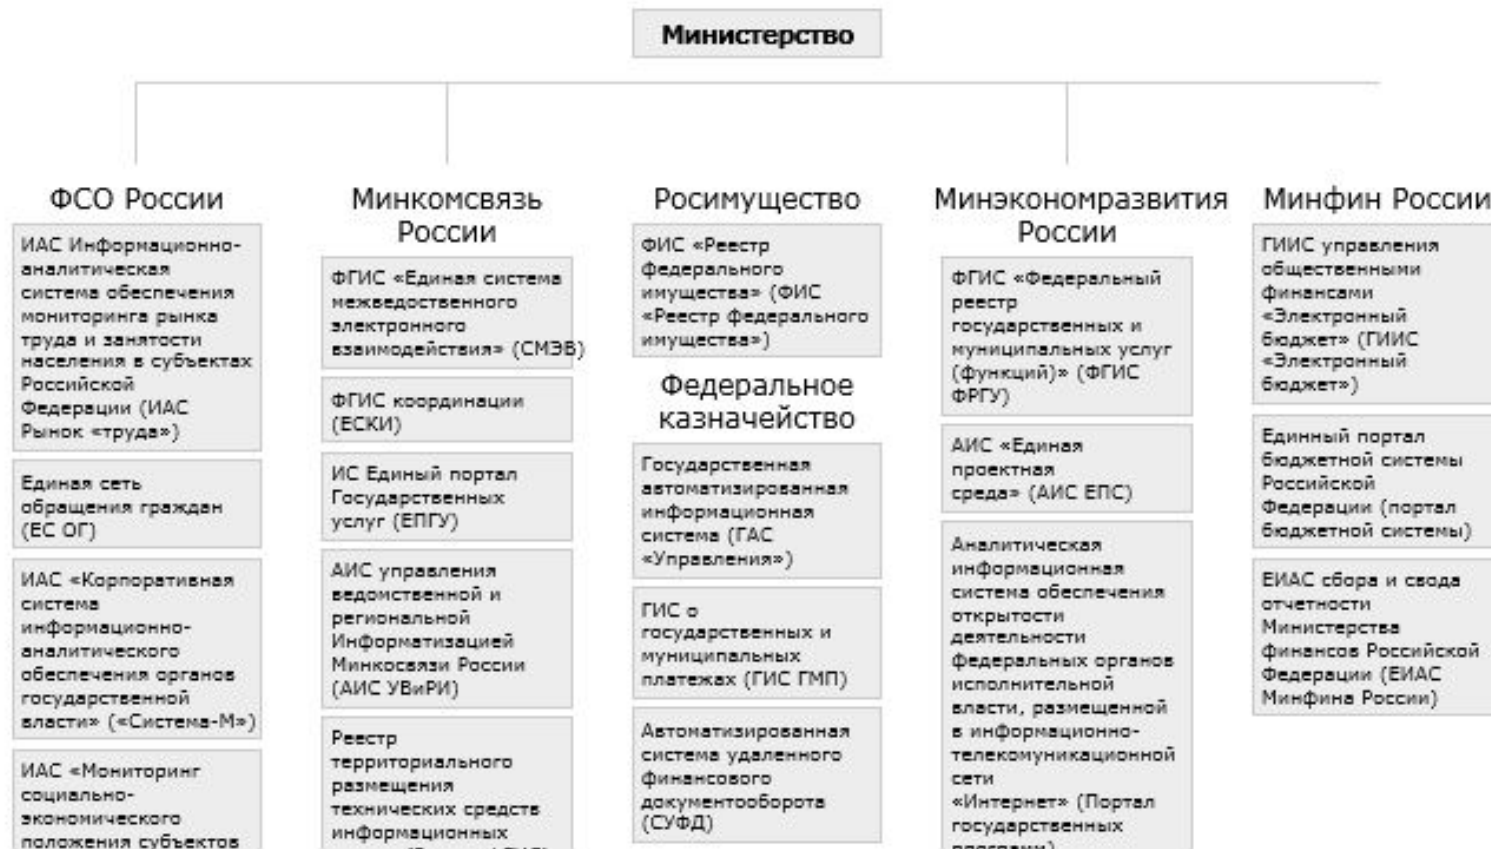 Министерство
ФСО России
ИАС Информационно-
аналитическая
система обеспечения
мониторинга рынка
труда и занятости
населения в субъектах
Российской
Федерации (ИАС
Рынок «труда»)
Единая сеть
обращения граждан
(ЕС ОГ)
ИАС «Корпоративная
система
информационно-
аналитического
обеспечения органов
государственной
власти» («Система-М»)
ИАС «Мониторинг
социально-
экономического
положения субъектов
Минкомсвязь
России
ФГИС «Единая система
межведоственного
электронного
взаимодействия» (СМЭВ)
ФГИС координации
(ЕСКИ)
ИС Единый портал
Государственных
услуг (ЕПГУ)
АИС управления
ведомственной и
региональной
Информатизацией
Минкосвязи России
(АИС УВиРИ)
Реестр
территориального
размещения
технических средств
информационных
Росимущество
ФИС «Реестр
федерального
имущества» (ФИС
«Реестр федерального
имущества»)
Федеральное
казначейство
Государственная
автоматизированная
информационная
система (ГАС
«Управления»)
ГИС о
государственных и
муниципальных
платежах (ГИС ГМП)
Автоматизированная
система удаленного
финансового
документооборота
(СУФД)
Минэкономразвития
России
ФГИС «Федеральный
реестр
государственных и
муниципальных услуг
(функций)» (ФГИС
ФРГУ)
АИС «Единая
проектная
среда» (АИС ЕПС)
Аналитическая
информационная
система обеспечения
открытости
деятельности
федеральных органов
исполнительной
власти, размещенной
в информационно-
телекомуникационной
сети
«Интернет» (Портал
государственных
Минфин России
ГИИС управления
общественными
финансами
«Электронный
бюджет» (ГИИС
«Электронный
бюджет»)
Единный портал
бюджетной системы
Российской
Федерации (портал
бюджетной системы)
ЕИАС сбора и свода
отчетности
Министерства
финансов Российской
Федерации (ЕИАС
Минфина России)